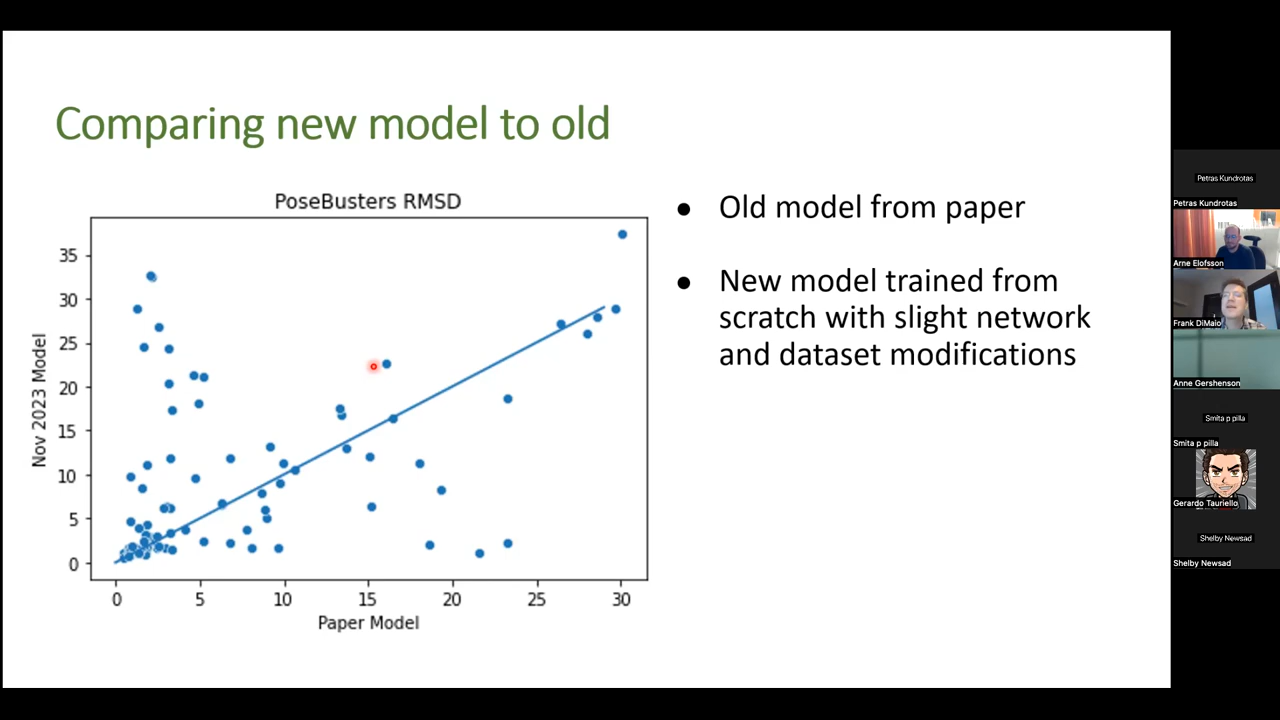 Comparing new model to old
PoseBusters RMSD
35
30
25
20
15
10
5
0
Nov 2023 Model
0 5 10 15 20 25 30
Paper Model
● Old model from paper
● New model trained from
scratch with slight network
and dataset modifications
Petras Kundrotas
Petras Kundrotas
Arne Elofsson
Frank DiMaio
Anne Gershenson
Smita p pilla
Smita p pilla
Gerardo Tauriello
Shelby Newsad
Shelby Newsad